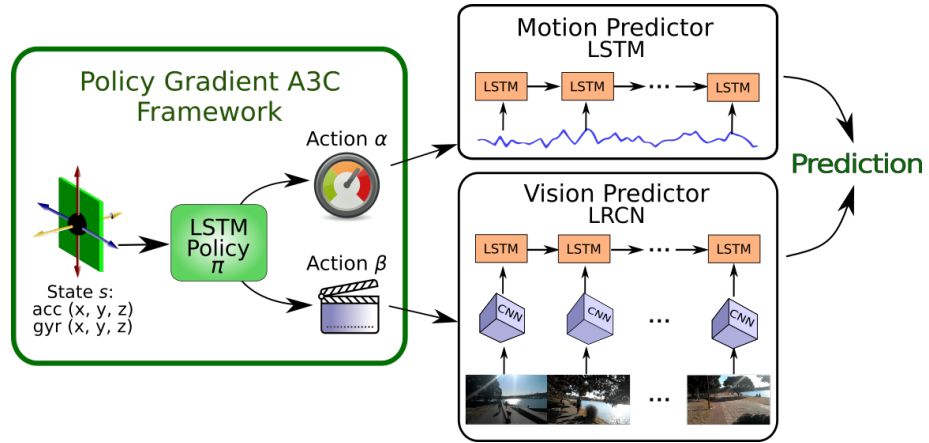 Policy Gradient A3C
Framework
State s:
acc (x, y, z)
gyr (x, y, z)
LSTM
Policy
π
Action α
Action β
Motion Predictor
LSTM
LSTM
LSTM
...
LSTM
Vision Predictor
LRCN
LSTM
LSTM
...
LSTM
CNN
CNN
...
CNN
...
Prediction